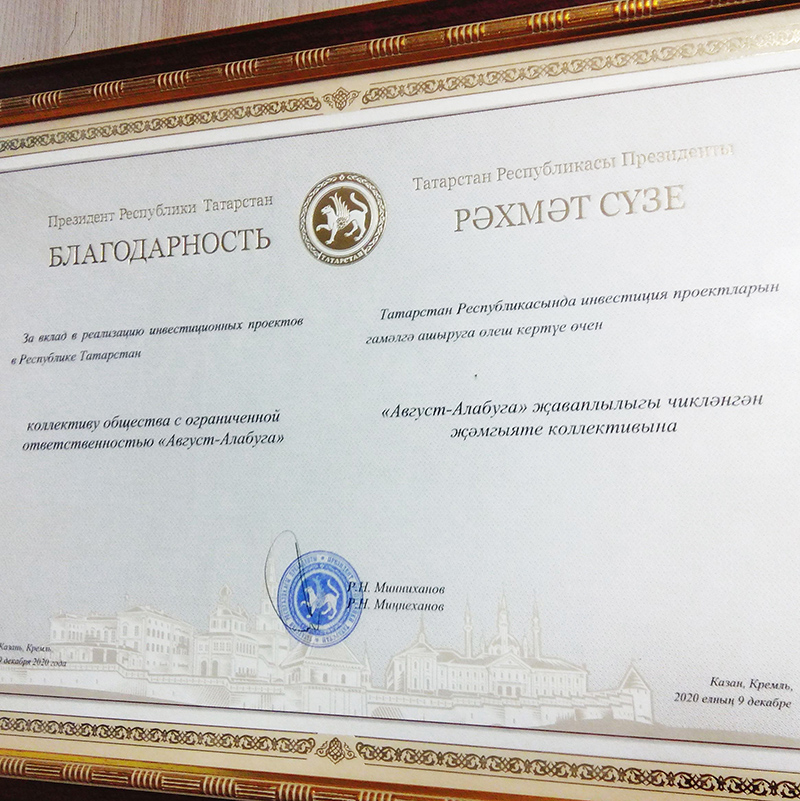 Президент Республики Татарстан
БЛАГОДАРНОСТЬ
За вклад в реализацию инвестиционных проектов
в Республике Татарстан
коллективу общества с ограниченной
ответственностью «Август-Алабуга»
ТАТАРСТАН
Татарстан Республикасы Президенты
РӘХМӘТ СҮЗЕ
Татарстан Республикасында инвестиция проектларын
гамәлгә ашыруга өлеш кертүе өчен
«Август-Алабуга» җаваплылыгы чикләнгән
җәмгыяте коллективына
Р.Н. Минниханов
Р.Н. Миңнеханов
Казань, Кремль,
9 декабря 2020 года
Казан, Кремль,
2020 елның 9 декабре